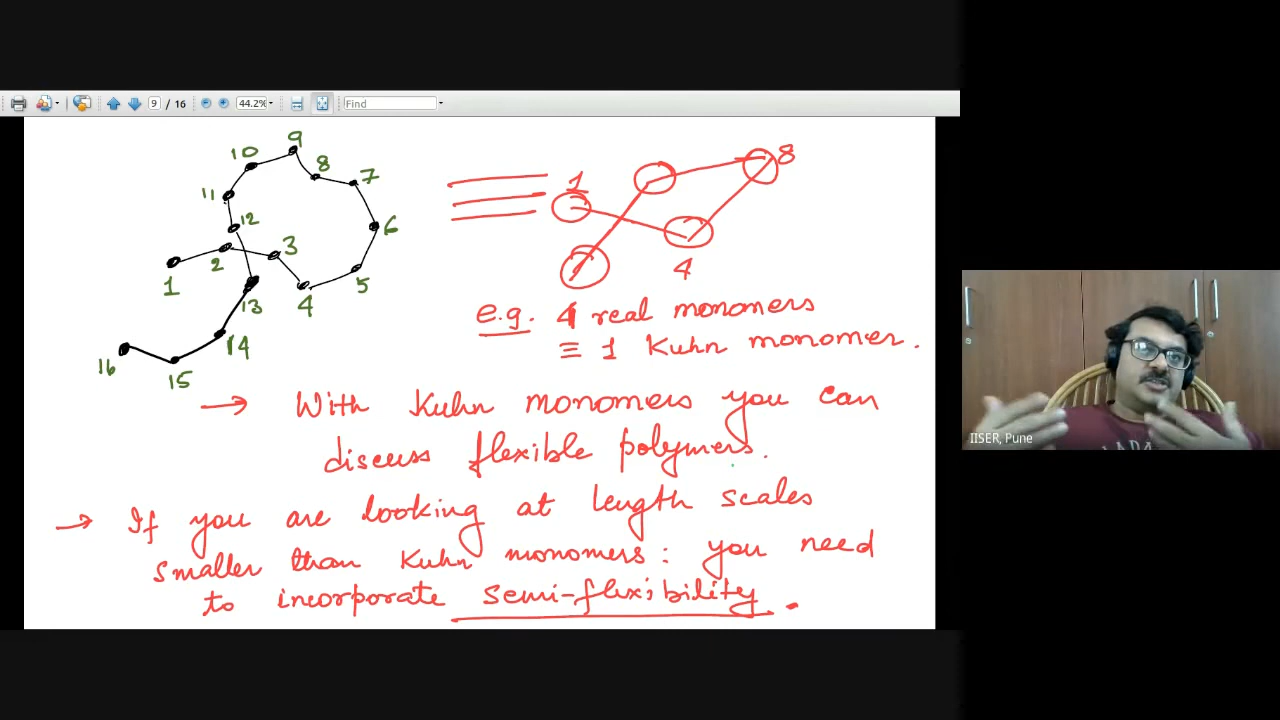 9 / 16 44.2% Find
9
10 8 7
11
12 6
2 3
1 5
13 4
14
16 15
1 8
4
e.g. 4 real monomers
≡ 1 Kuhn monomer.
→ With Kuhn monomers you can
discuss flexible polymers.
→ If you are looking at length scales
smaller than Kuhn monomers: you need
to incorporate semi-flexibility.
IISER, Pune